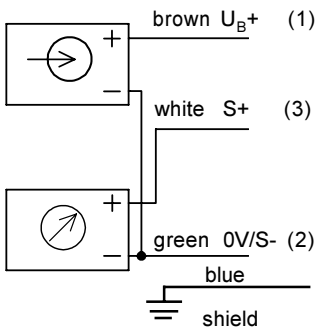 brown U_B+ (1)
+
−
white S+ (3)
+
−
green 0V/S- (2)
blue
shield